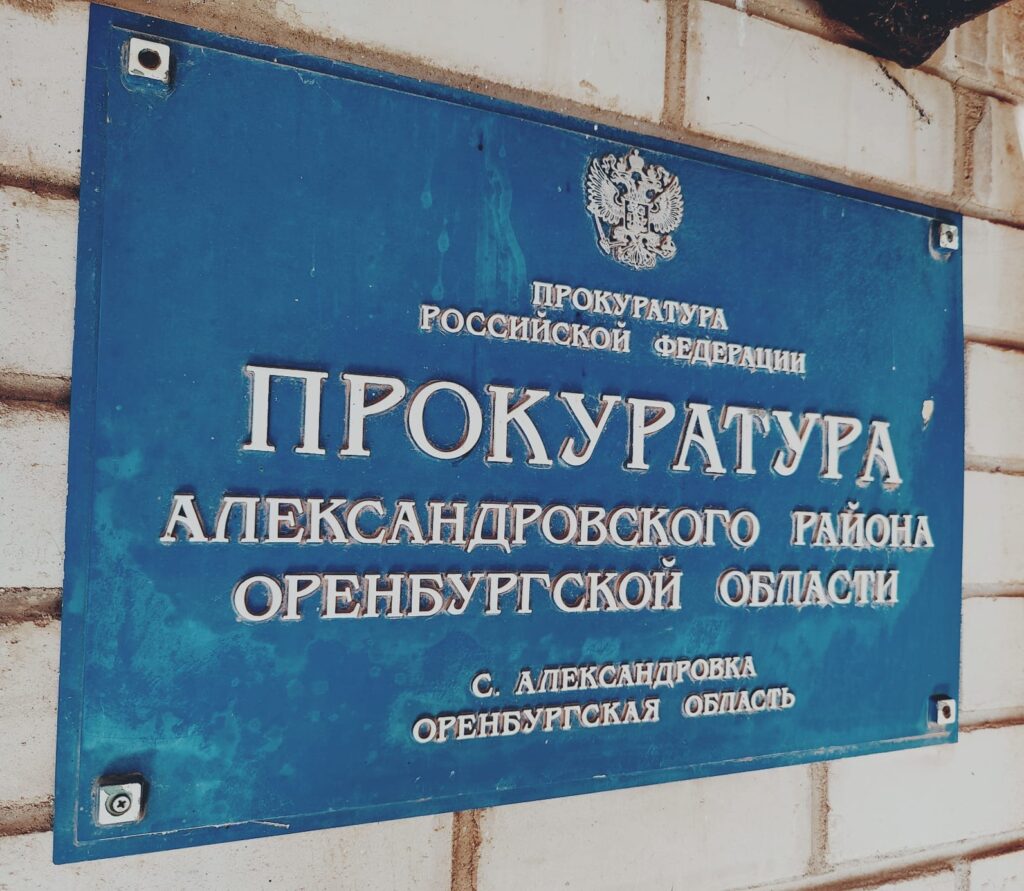 ПРОКУРАТУРА
РОССИЙСКОЙ ФЕДЕРАЦИИ
ПРОКУРАТУРА
АЛЕКСАНДРОВСКОГО РАЙОНА
ОРЕНБУРГСКОЙ ОБЛАСТИ
С. АЛЕКСАНДРОВКА
ОРЕНБУРГСКАЯ ОБЛАСТЬ